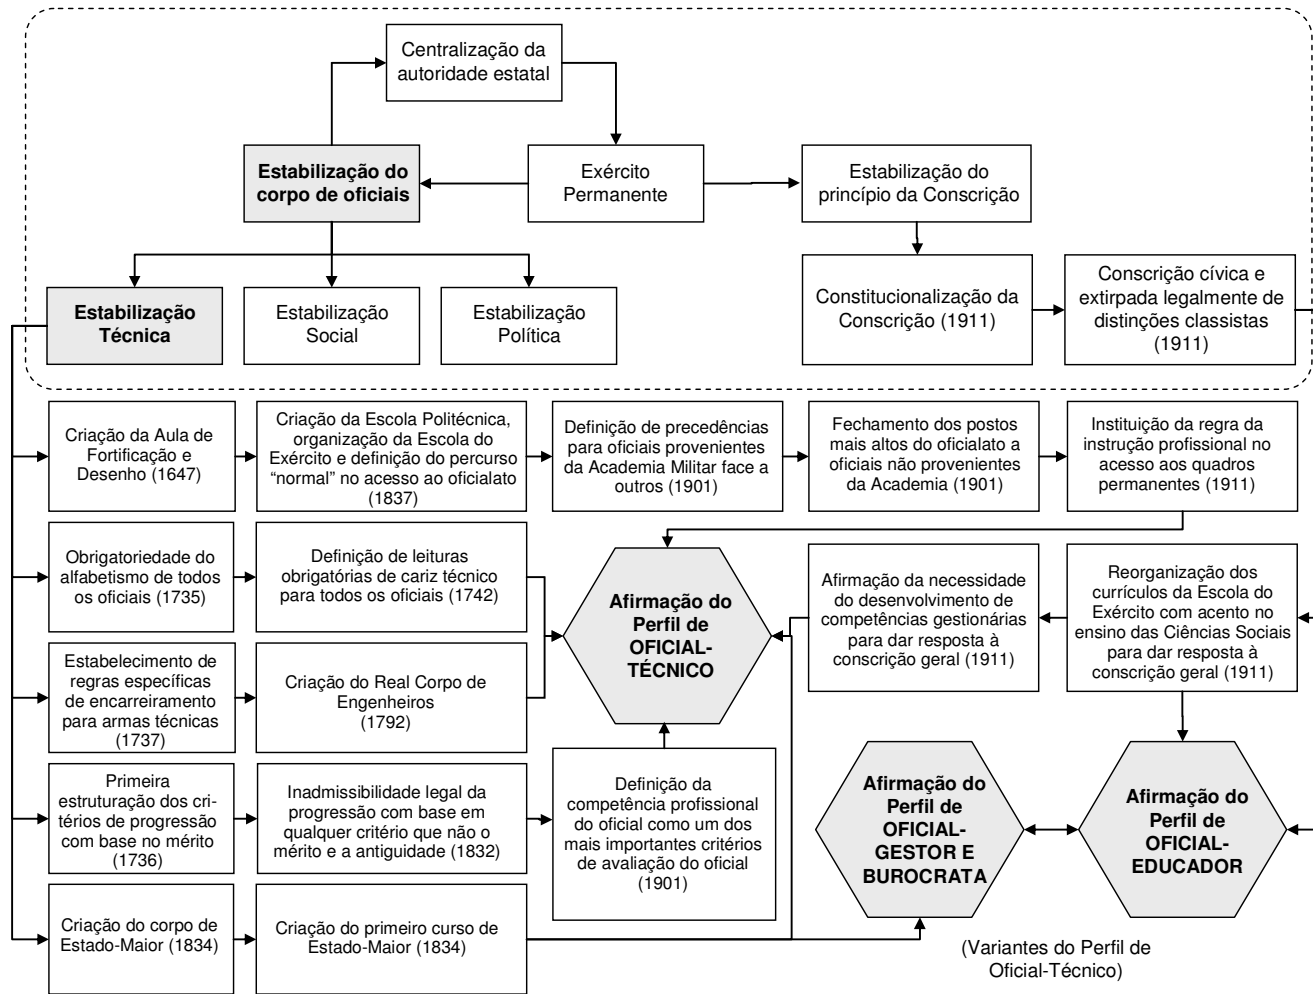 Centralização da
autoridade estatal
Estabilização do
corpo de oficiais
Exército
Permanente
Estabilização do
princípio da Conscrição
Estabilização
Técnica
Estabilização
Social
Estabilização
Política
Constitucionalização da
Conscrição (1911)
Conscrição cívica e
extirpada legalmente de
distinções classistas
(1911)
Criação da Aula de
Fortificação e
Desenho (1647)
Criação da Escola Politécnica,
organização da Escola do
Exército e definição do percurso
“normal” no acesso ao oficialato
(1837)
Definição de precedências
para oficiais provenientes
da Academia Militar face a
outros (1901)
Fechamento dos postos
mais altos do oficialato a
oficiais não provenientes
da Academia (1901)
Instituição da regra da
instrução profissional no
acesso aos quadros
permanentes (1911)
Obrigatoriedade do
alfabetismo de todos
os oficiais (1735)
Definição de leituras
obrigatórias de cariz técnico
para todos os oficiais (1742)
Afirmação do
Perfil de
OFICIAL-
TÉCNICO
Afirmação da necessidade
do desenvolvimento de
competências gestionárias
para dar resposta à
conscrição geral (1911)
Reorganização dos
currículos da Escola do
Exército com acento no
ensino das Ciências Sociais
para dar resposta à
conscrição geral (1911)
Estabelecimento de
regras específicas
de encarreiramento
para armas técnicas
(1737)
Criação do Real Corpo de
Engenheiros
(1792)
Primeira
estruturação dos cri-
térios de progressão
com base no mérito
(1736)
Inadmissibilidade legal da
progressão com base em
qualquer critério que não o
mérito e a antiguidade (1832)
Definição da
competência profissional
do oficial como um dos
mais importantes critérios
de avaliação do oficial
(1901)
Afirmação do
Perfil de
OFICIAL-
GESTOR E
BUROCRATA
Afirmação do
Perfil de
OFICIAL-
EDUCADOR
Criação do corpo de
Estado-Maior (1834)
Criação do primeiro curso de
Estado-Maior (1834)
(Variantes do Perfil de
Oficial-Técnico)